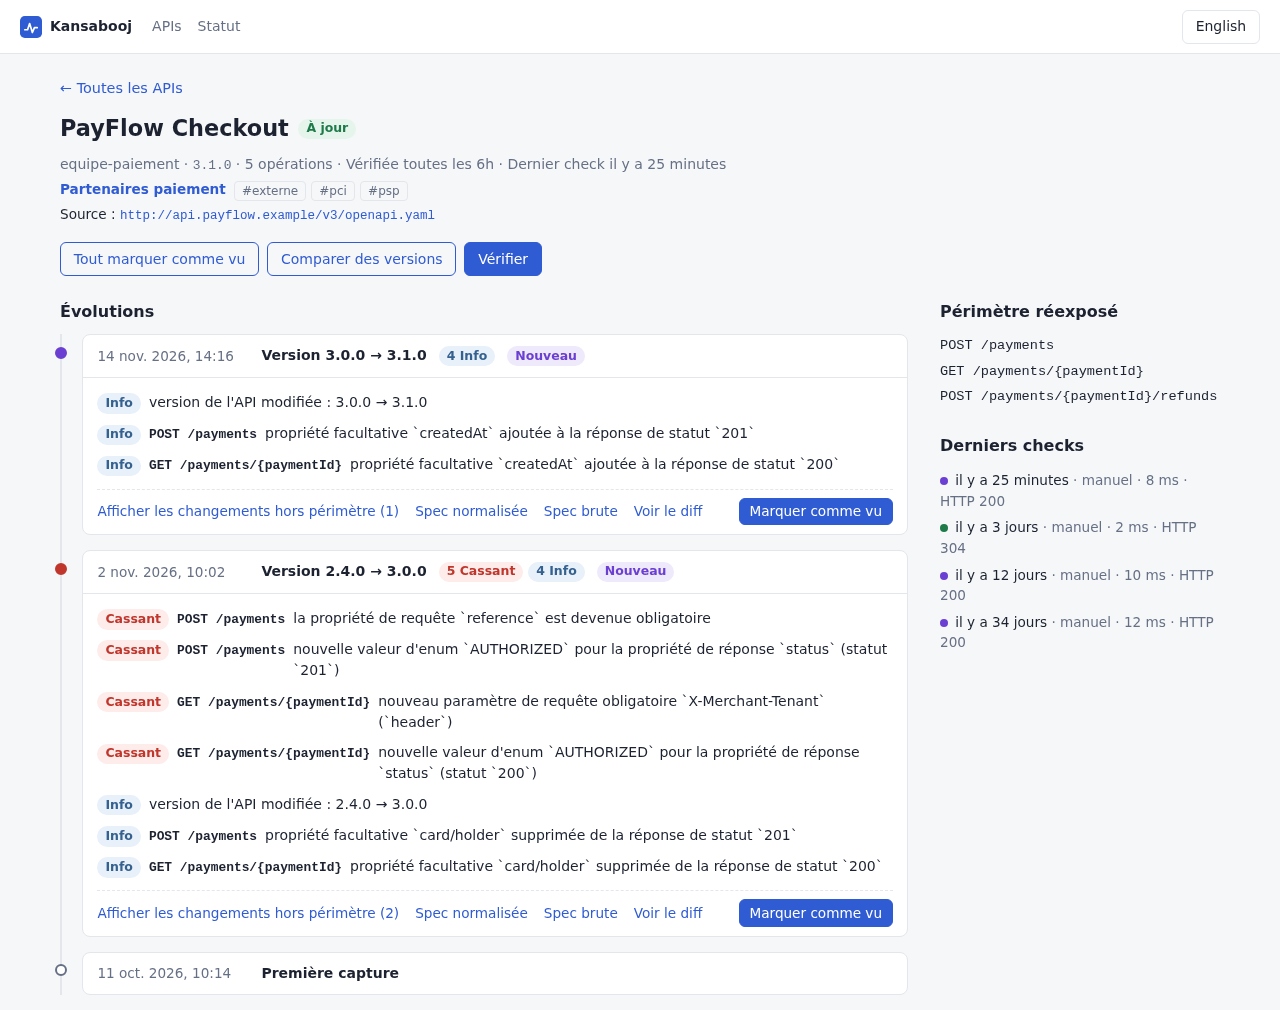 Kansabooj
APIs
Statut
English
← Toutes les APIs
PayFlow Checkout À jour
equipe-paiement · 3.1.0 · 5 opérations · Vérifiée toutes les 6h · Dernier check il y a 25 minutes
Partenaires paiement #externe #pci #psp
Source : http://api.payflow.example/v3/openapi.yaml
Tout marquer comme vu
Comparer des versions
Vérifier
Évolutions
14 nov. 2026, 14:16 Version 3.0.0 → 3.1.0 4 Info Nouveau
Info version de l'API modifiée : 3.0.0 → 3.1.0
Info POST /payments propriété facultative `createdAt` ajoutée à la réponse de statut `201`
Info GET /payments/{paymentId} propriété facultative `createdAt` ajoutée à la réponse de statut `200`
Afficher les changements hors périmètre (1) Spec normalisée Spec brute Voir le diff Marquer comme vu
2 nov. 2026, 10:02 Version 2.4.0 → 3.0.0 5 Cassant 4 Info Nouveau
Cassant POST /payments la propriété de requête `reference` est devenue obligatoire
Cassant POST /payments nouvelle valeur d'enum `AUTHORIZED` pour la propriété de réponse `status` (statut
`201`)
Cassant GET /payments/{paymentId} nouveau paramètre de requête obligatoire `X-Merchant-Tenant`
(`header`)
Cassant GET /payments/{paymentId} nouvelle valeur d'enum `AUTHORIZED` pour la propriété de réponse
`status` (statut `200`)
Info version de l'API modifiée : 2.4.0 → 3.0.0
Info POST /payments propriété facultative `card/holder` supprimée de la réponse de statut `201`
Info GET /payments/{paymentId} propriété facultative `card/holder` supprimée de la réponse de statut `200`
Afficher les changements hors périmètre (2) Spec normalisée Spec brute Voir le diff Marquer comme vu
11 oct. 2026, 10:14 Première capture
Périmètre réexposé
POST /payments
GET /payments/{paymentId}
POST /payments/{paymentId}/refunds
Derniers checks
il y a 25 minutes · manuel · 8 ms ·
HTTP 200
il y a 3 jours · manuel · 2 ms · HTTP
304
il y a 12 jours · manuel · 10 ms · HTTP
200
il y a 34 jours · manuel · 12 ms · HTTP
200